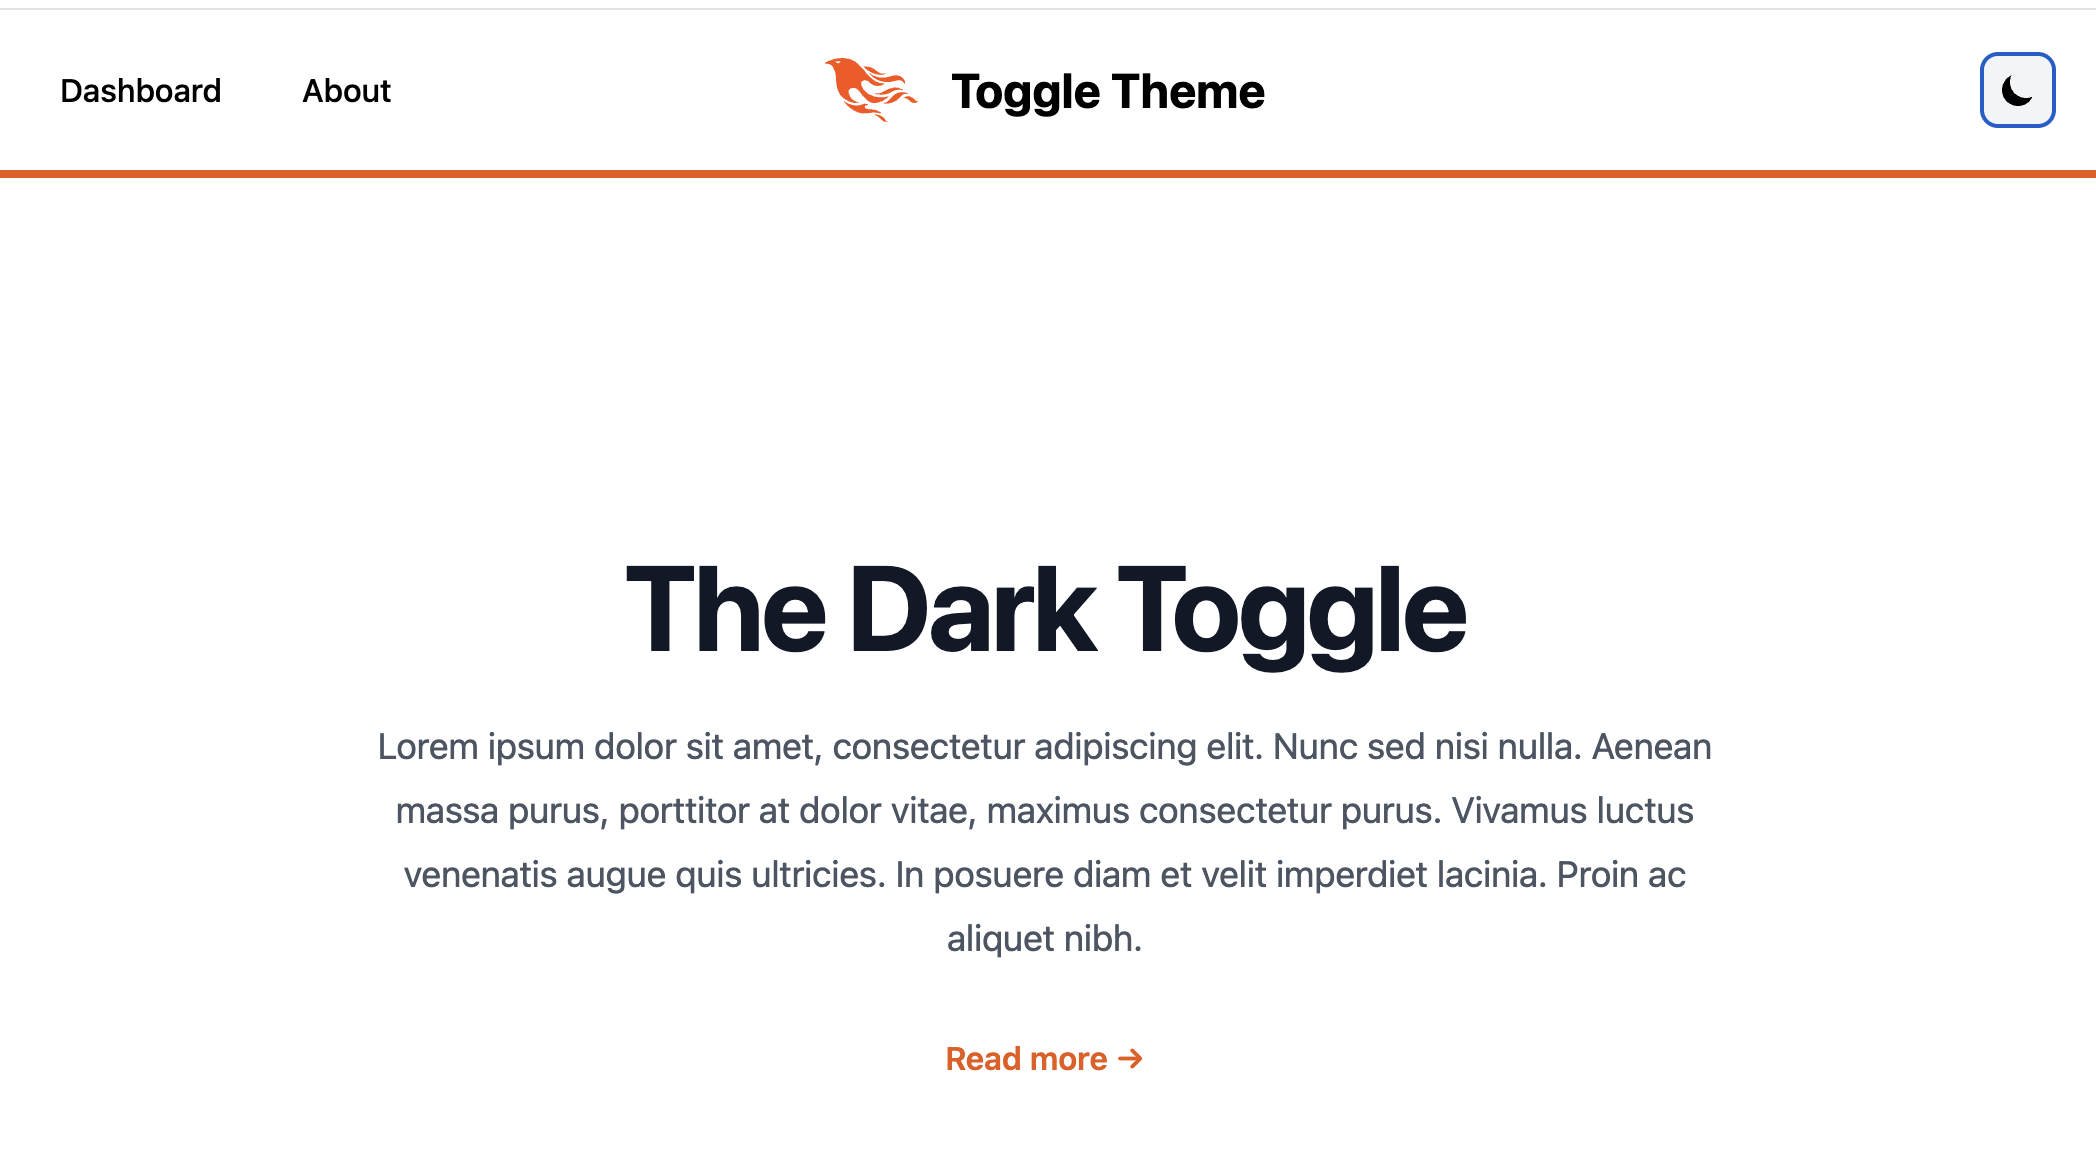 Dashboard
About
Toggle Theme
The Dark Toggle
Lorem ipsum dolor sit amet, consectetur adipiscing elit. Nunc sed nisi nulla. Aenean
massa purus, porttitor at dolor vitae, maximus consectetur purus. Vivamus luctus
venenatis augue quis ultricies. In posuere diam et velit imperdiet lacinia. Proin ac
aliquet nibh.
Read more →